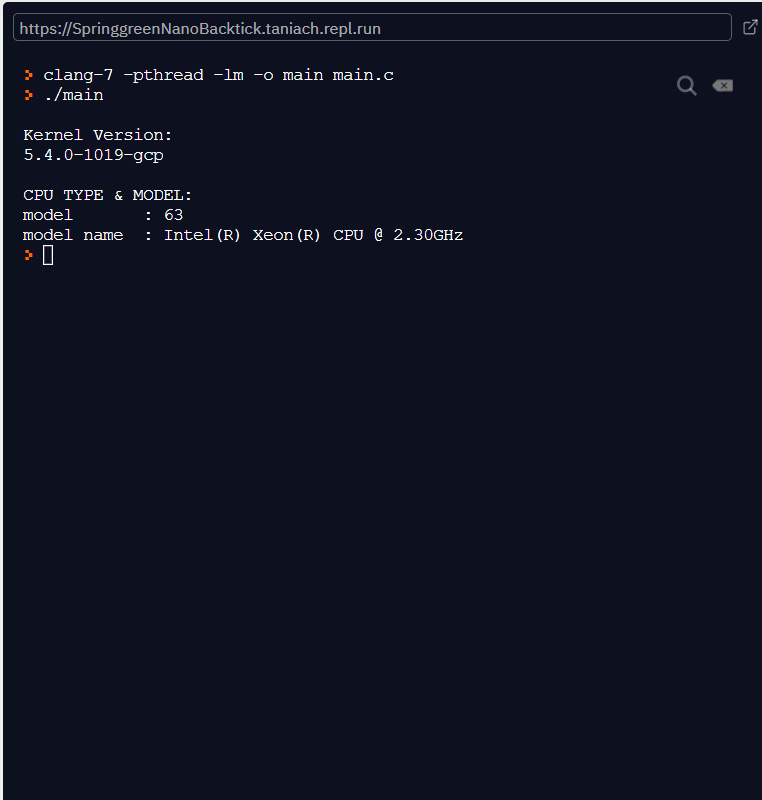 https://SpringgreenNanoBacktick.taniach.repl.run
> clang-7 -pthread -lm -o main main.c
> ./main
Kernel Version:
5.4.0-1019-gcp
CPU TYPE & MODEL:
model : 63
model name : Intel(R) Xeon(R) CPU @ 2.30GHz
>